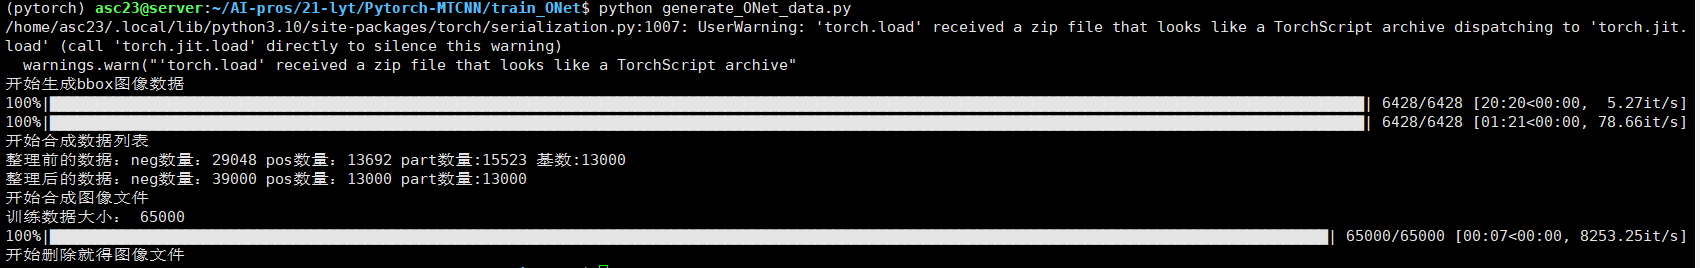 (pytorch) asc23@server:~/AI-pros/21-lyt/Pytorch-MTCNN/train_ONet$ python generate_ONet_data.py
/home/asc23/.local/lib/python3.10/site-packages/torch/serialization.py:1007: UserWarning: 'torch.load' received a zip file that looks like a TorchScript archive dispatching to 'torch.jit.
load' (call 'torch.jit.load' directly to silence this warning)
  warnings.warn("'torch.load' received a zip file that looks like a TorchScript archive"
开始生成bbox图像数据
100%| | 6428/6428 [20:20<00:00,  5.27it/s]
100%| | 6428/6428 [01:21<00:00, 78.66it/s]
开始合成数据列表
整理前的数据：neg数量：29048 pos数量：13692 part数量:15523 基数:13000
整理后的数据：neg数量：39000 pos数量：13000 part数量:13000
开始合成图像文件
训练数据大小： 65000
100%| | 65000/65000 [00:07<00:00, 8253.25it/s]
开始删除就得图像文件